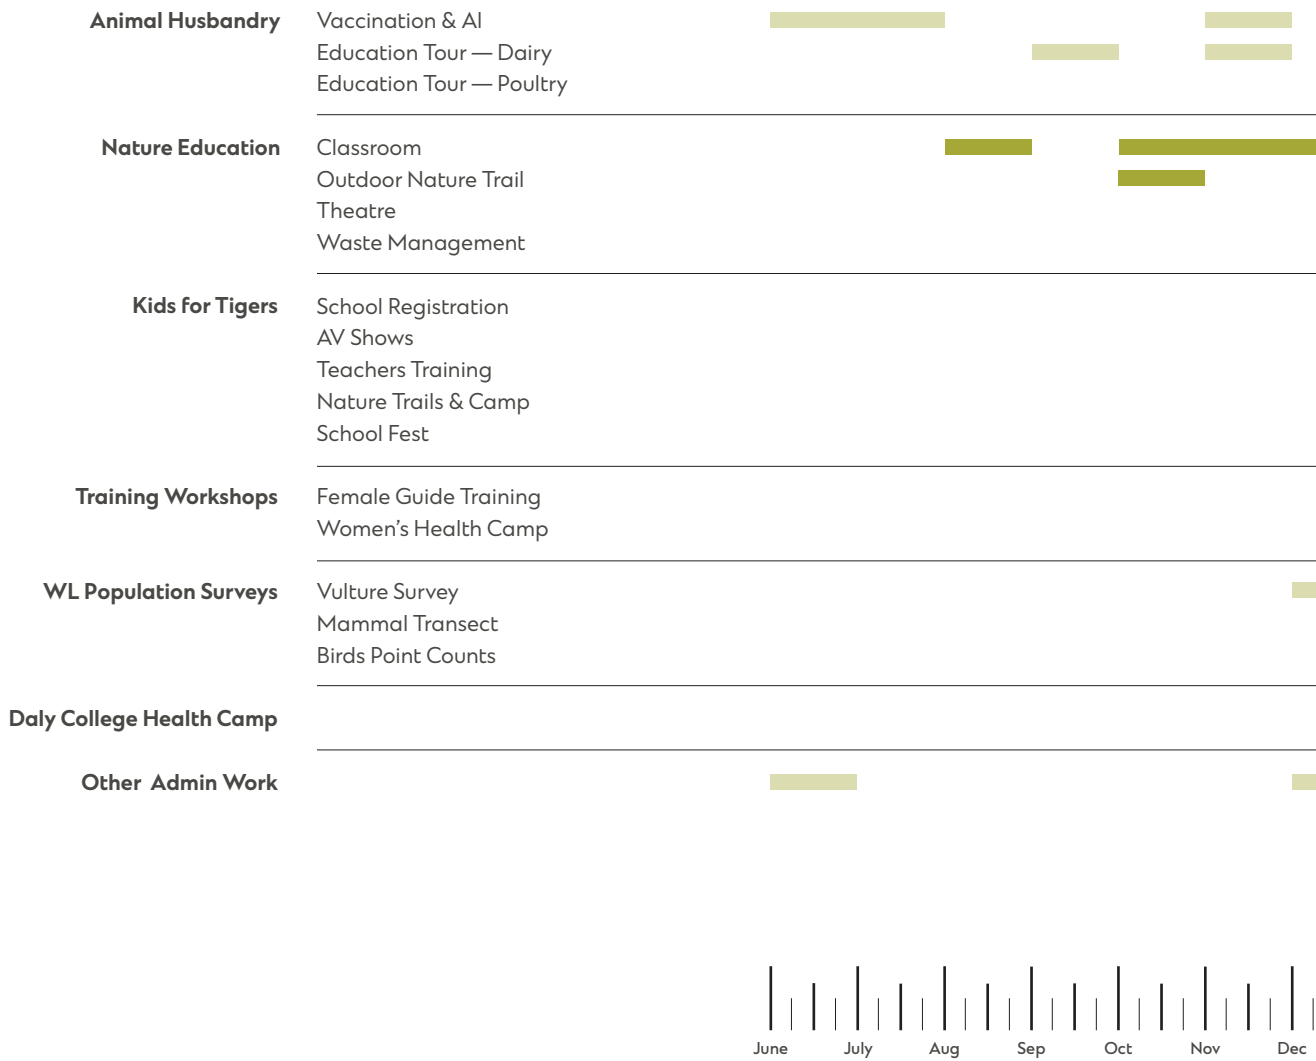 Animal Husbandry Vaccination & AI
Education Tour — Dairy
Education Tour — Poultry
Nature Education Classroom
Outdoor Nature Trail
Theatre
Waste Management
Kids for Tigers School Registration
AV Shows
Teachers Training
Nature Trails & Camp
School Fest
Training Workshops Female Guide Training
Women’s Health Camp
WL Population Surveys Vulture Survey
Mammal Transect
Birds Point Counts
Daly College Health Camp
Other Admin Work
June July Aug Sep Oct Nov Dec